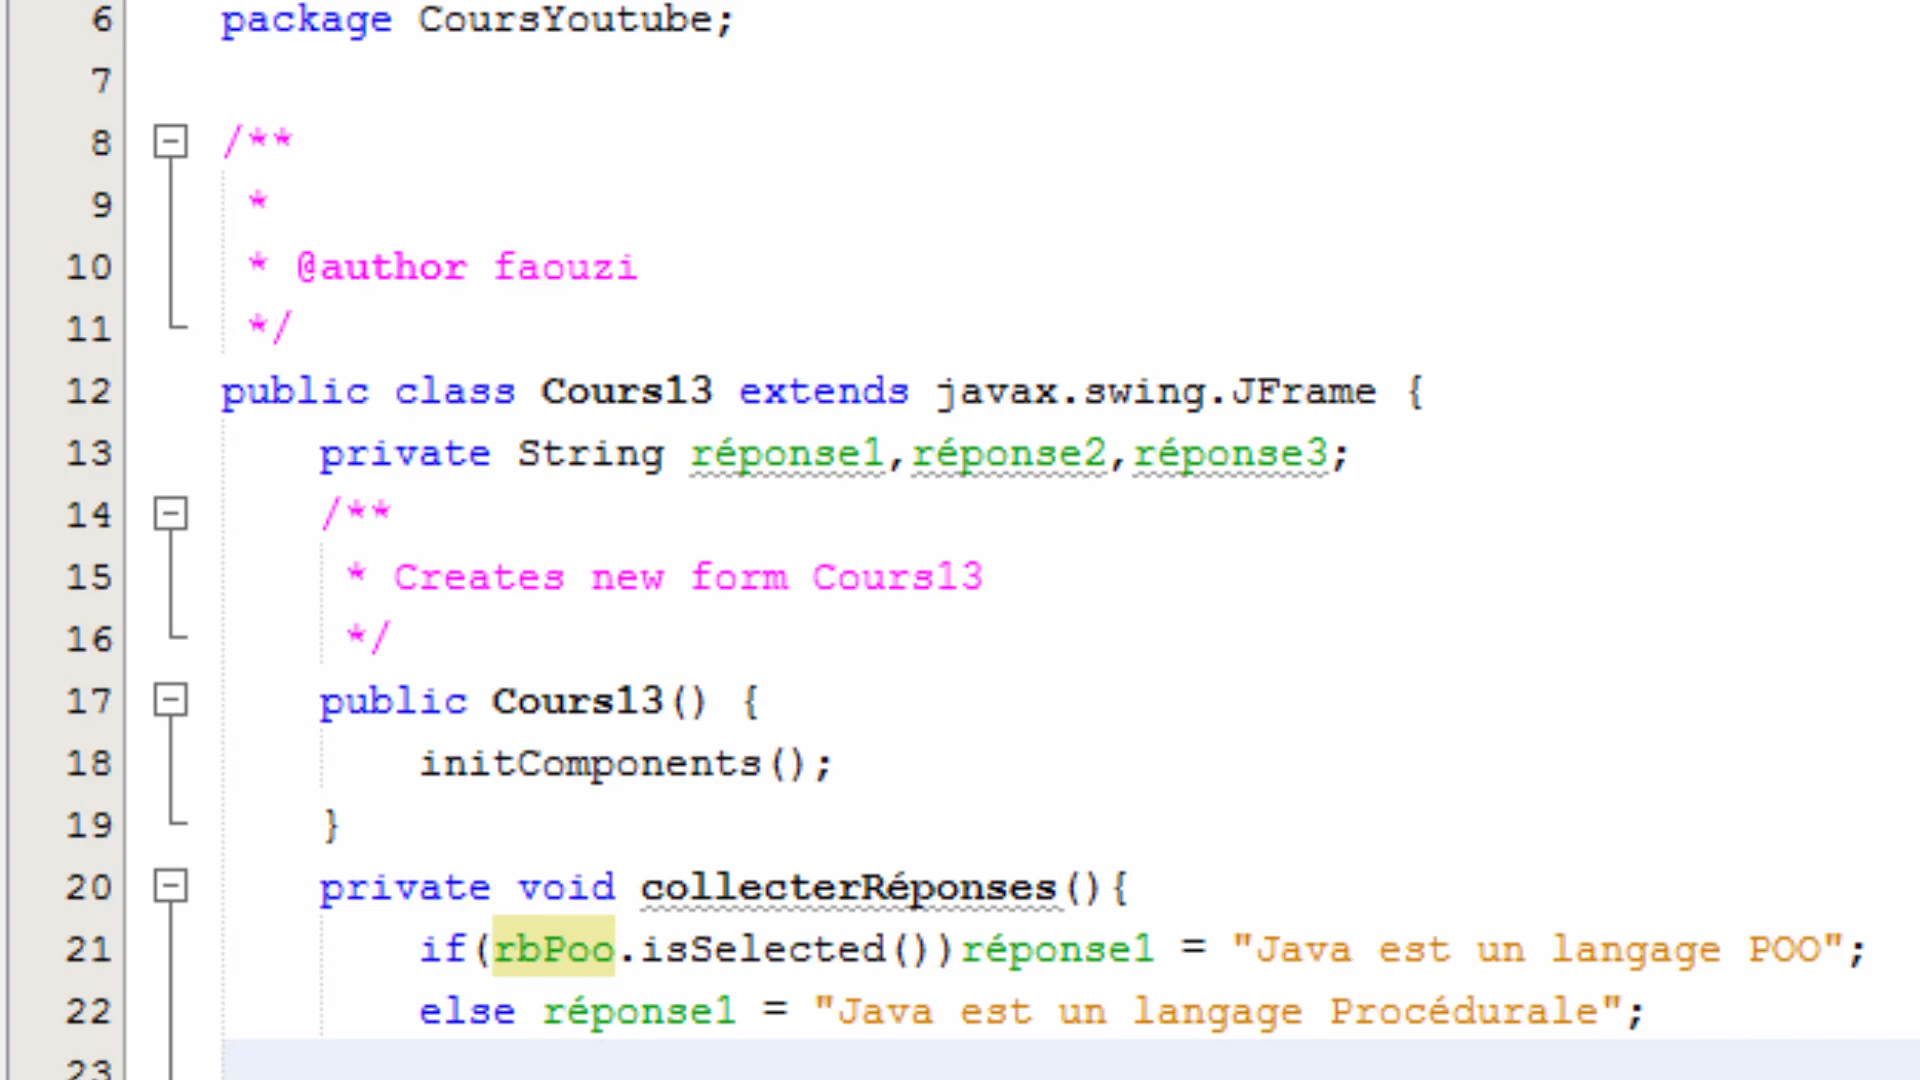 6 package CoursYoutube;
7
8 /**
9 *
10 * @author faouzi
11 */
12 public class Cours13 extends javax.swing.JFrame {
13 private String réponse1,réponse2,réponse3;
14 /**
15 * Creates new form Cours13
16 */
17 public Cours13() {
18 initComponents();
19 }
20 private void collecterRéponses(){
21 if(rbPoo.isSelected())réponse1 = "Java est un langage POO";
22 else réponse1 = "Java est un langage Procédurale";
23